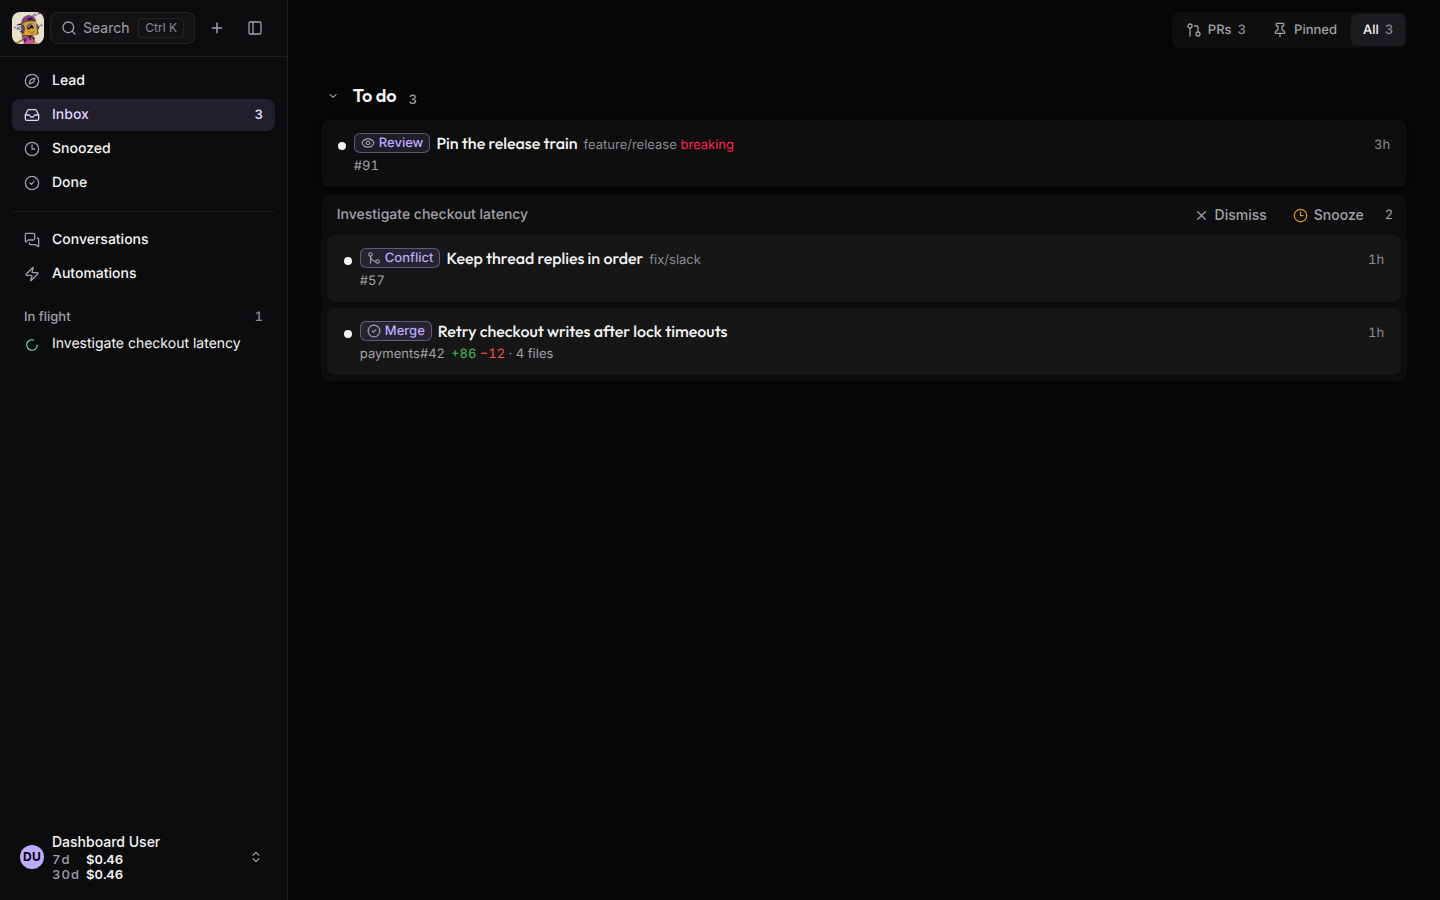 Search Ctrl K
PRs 3 Pinned All 3
Lead
Inbox 3
Snoozed
Done
Conversations
Automations
In flight 1
Investigate checkout latency
To do 3
Review Pin the release train feature/release breaking 3h
#91
Investigate checkout latency Dismiss Snooze 2
Conflict Keep thread replies in order fix/slack 1h
#57
Merge Retry checkout writes after lock timeouts 1h
payments#42 +86 −12 · 4 files
DU Dashboard User
7d $0.46
30d $0.46